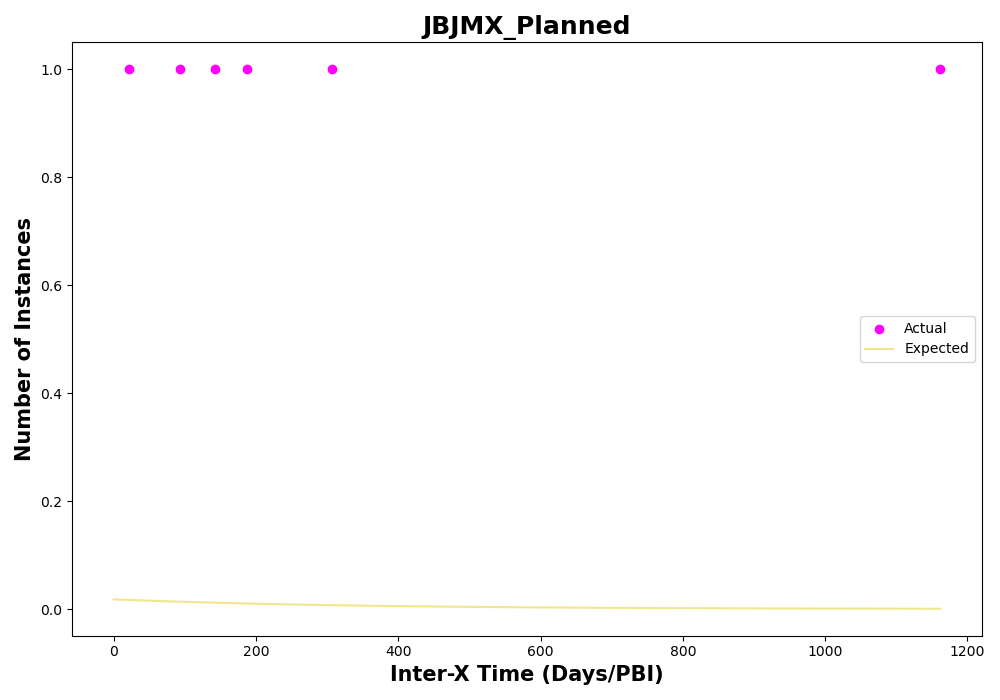 JBJMX_Planned
Number of Instances
1.0
0.8
0.6
0.4
0.2
0.0
Actual
Expected
0 200 400 600 800 1000 1200
Inter-X Time (Days/PBI)